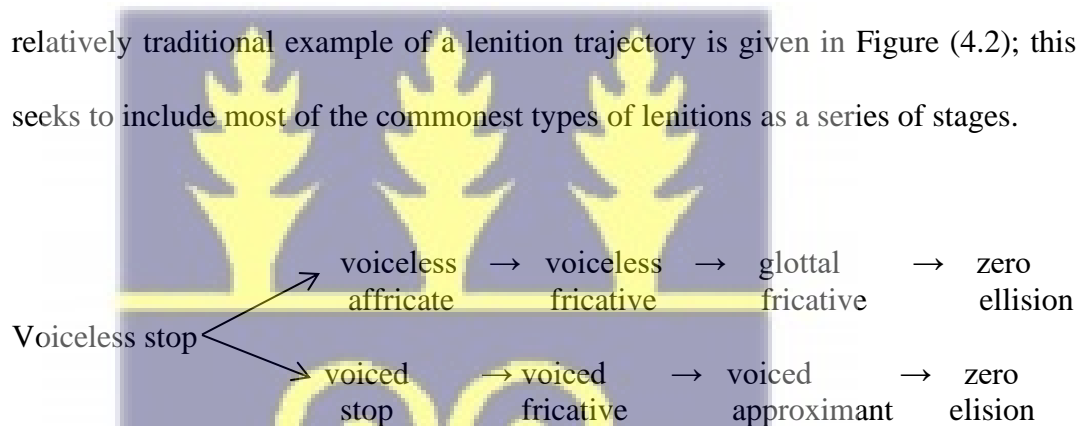 relatively traditional example of a lenition trajectory is given in Figure (4.2); this
seeks to include most of the commonest types of lenitions as a series of stages.
voiceless → voiceless → glottal → zero
affricate fricative fricative ellision
Voiceless stop
voiced → voiced → voiced → zero
stop fricative approximant elision